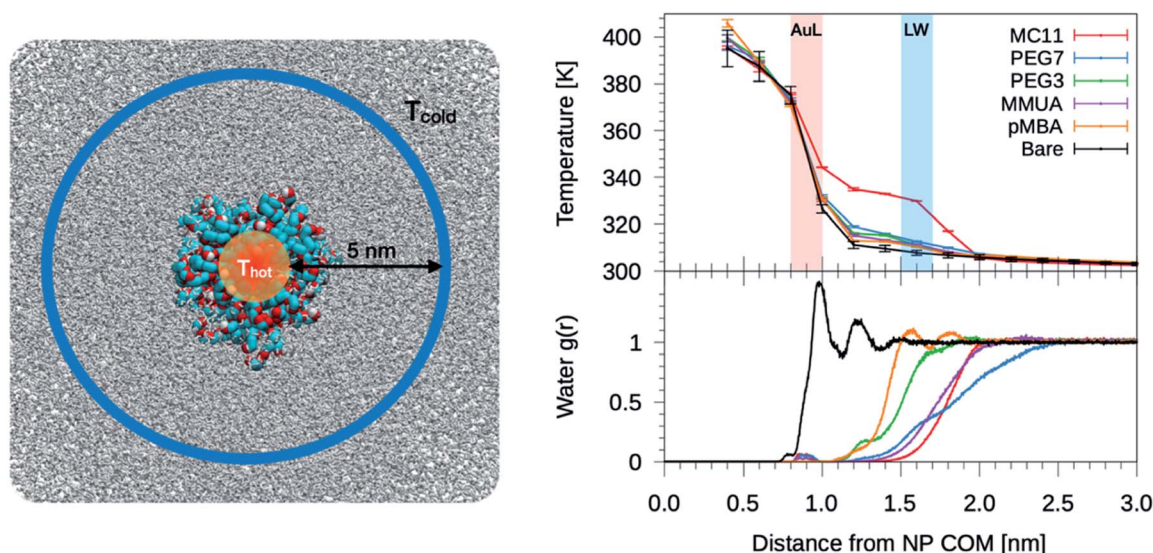 T_cold
T_hot
5 nm
AuL
LW
MC11
PEG7
PEG3
MMUA
pMBA
Bare
Temperature [K]
400
380
360
340
320
300
Water g(r)
1
0.5
0
0.0
0.5
1.0
1.5
2.0
2.5
3.0
Distance from NP COM [nm]